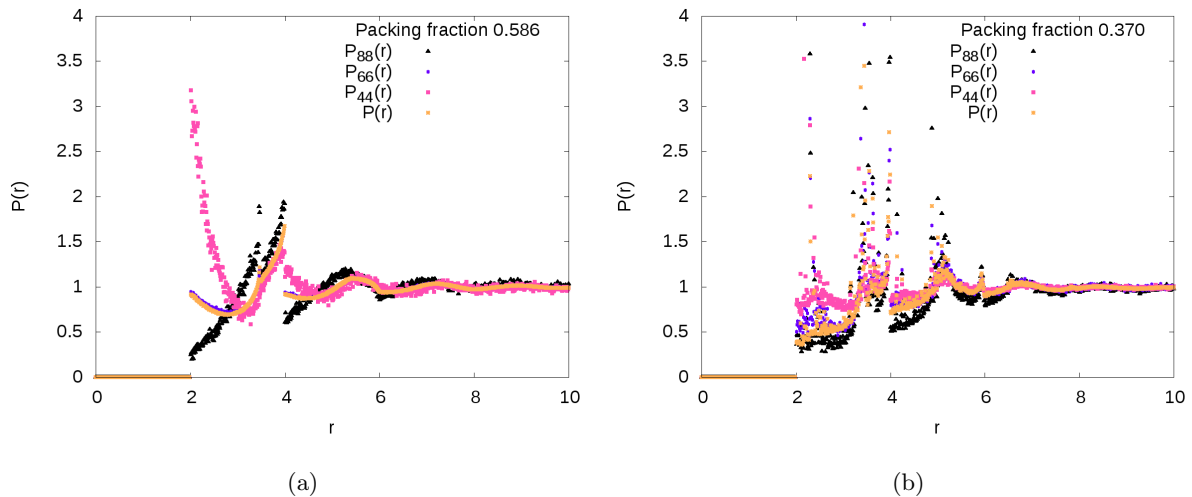 Packing fraction 0.586
P88(r)
P66(r)
P44(r)
P(r)
4
3.5
3
2.5
2
1.5
1
0.5
0
P(r)
0 2 4 6 8 10
r
(a)
Packing fraction 0.370
P88(r)
P66(r)
P44(r)
P(r)
4
3.5
3
2.5
2
1.5
1
0.5
0
P(r)
0 2 4 6 8 10
r
(b)